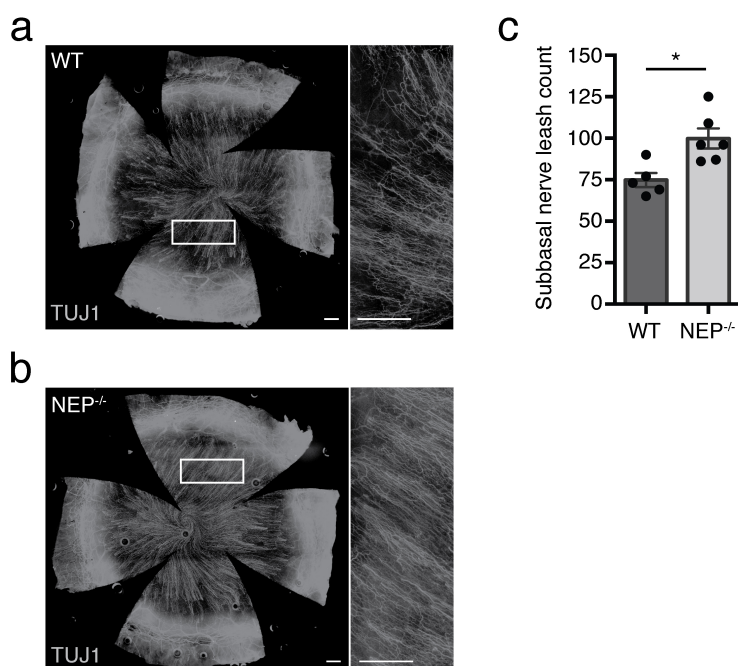 a
WT
TUJ1
b
NEP-/-
TUJ1
c
Subbasal nerve leash count
150
125
100
75
50
25
0
*
WT
NEP-/-